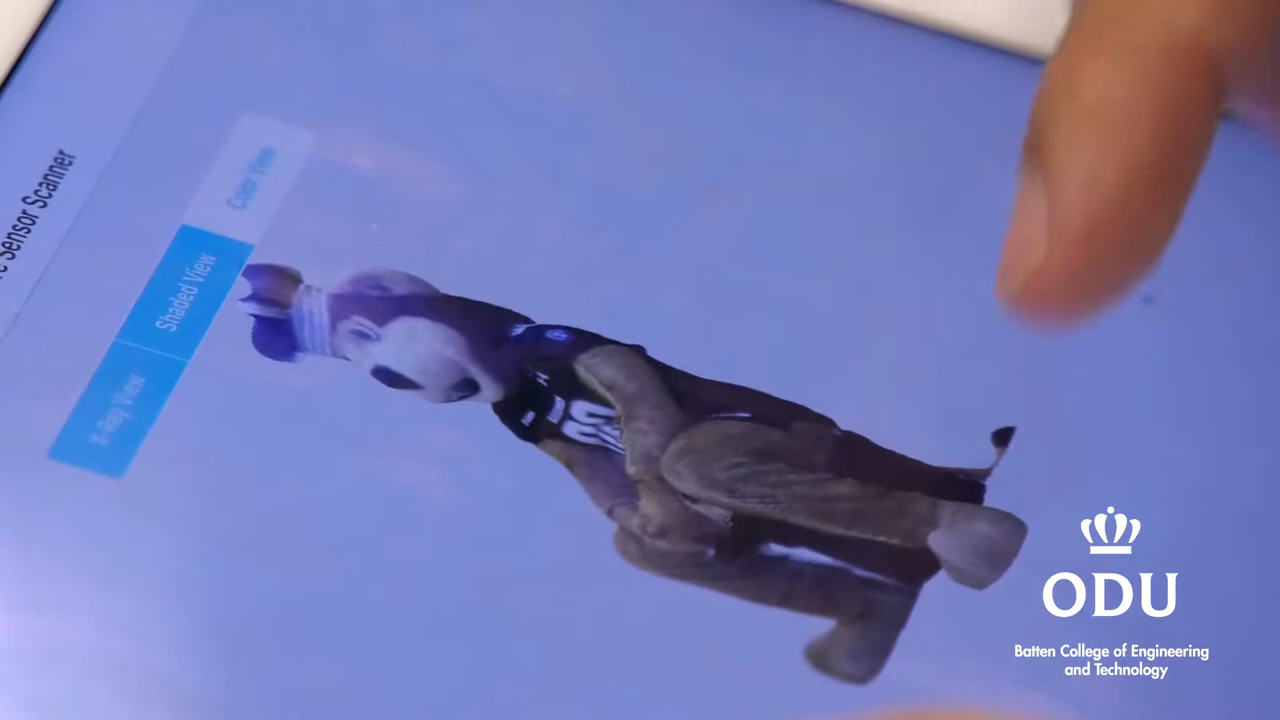 Sensor Scanner
Color View
Shaded View
X-Ray View
ODU
Batten College of Engineering
and Technology